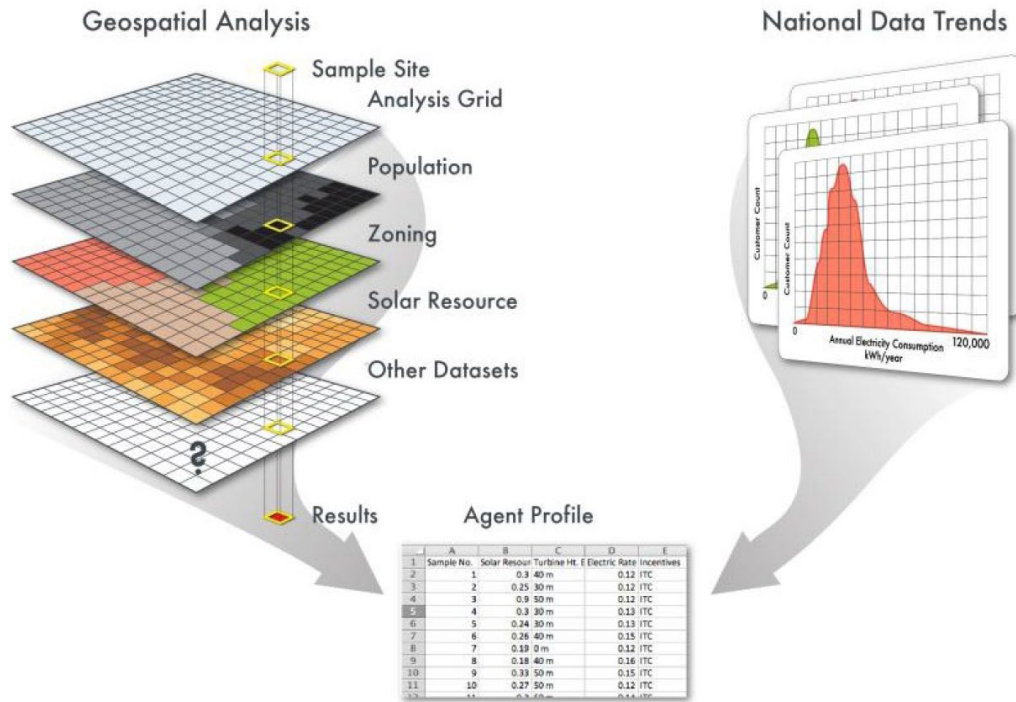 Geospatial Analysis
National Data Trends
Sample Site
Analysis Grid
Population
Zoning
Solar Resource
Other Datasets
?
Results
Customer Count
0
Customer Count
0
120,000
Annual Electricity Consumption
kWh/year
Agent Profile
A B C D E
1 Sample No. Solar Resour Turbine Ht. E Electric Rate Incentives
2 1 0.3 40 m 0.12 ITC
3 2 0.25 30 m 0.12 ITC
4 3 0.9 50 m 0.12 ITC
5 4 0.3 30 m 0.13 ITC
6 5 0.24 30 m 0.13 ITC
7 6 0.26 40 m 0.15 ITC
8 7 0.19 0 m 0.12 ITC
9 8 0.18 40 m 0.16 ITC
10 9 0.33 50 m 0.15 ITC
11 10 0.27 50 m 0.12 ITC